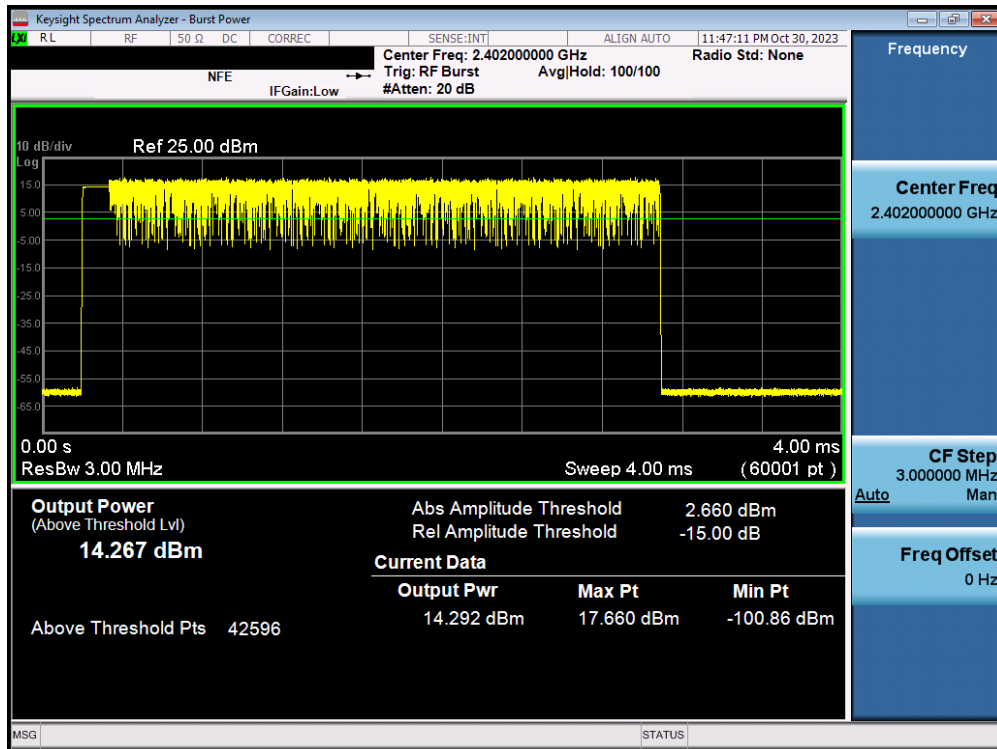 Keysight Spectrum Analyzer - Burst Power
LXI RL RF 50 Ω DC CORREC SENSE:INT ALIGN AUTO 11:47:11 PM Oct 30, 2023
Center Freq: 2.402000000 GHz Radio Std: None
NFE Trig: RF Burst Avg|Hold: 100/100
IFGain:Low #Atten: 20 dB
Frequency
10 dB/div Ref 25.00 dBm
Log
15.0
5.00
-5.00
-15.0
-25.0
-35.0
-45.0
-55.0
-65.0
0.00 s 4.00 ms
ResBw 3.00 MHz Sweep 4.00 ms (60001 pt)
Center Freq
2.402000000 GHz
CF Step
3.000000 MHz
Auto Man
Freq Offset
0 Hz
Output Power
(Above Threshold Lvl)
14.267 dBm
Above Threshold Pts 42596
Abs Amplitude Threshold 2.660 dBm
Rel Amplitude Threshold -15.00 dB
Current Data
Output Pwr Max Pt Min Pt
14.292 dBm 17.660 dBm -100.86 dBm
MSG STATUS